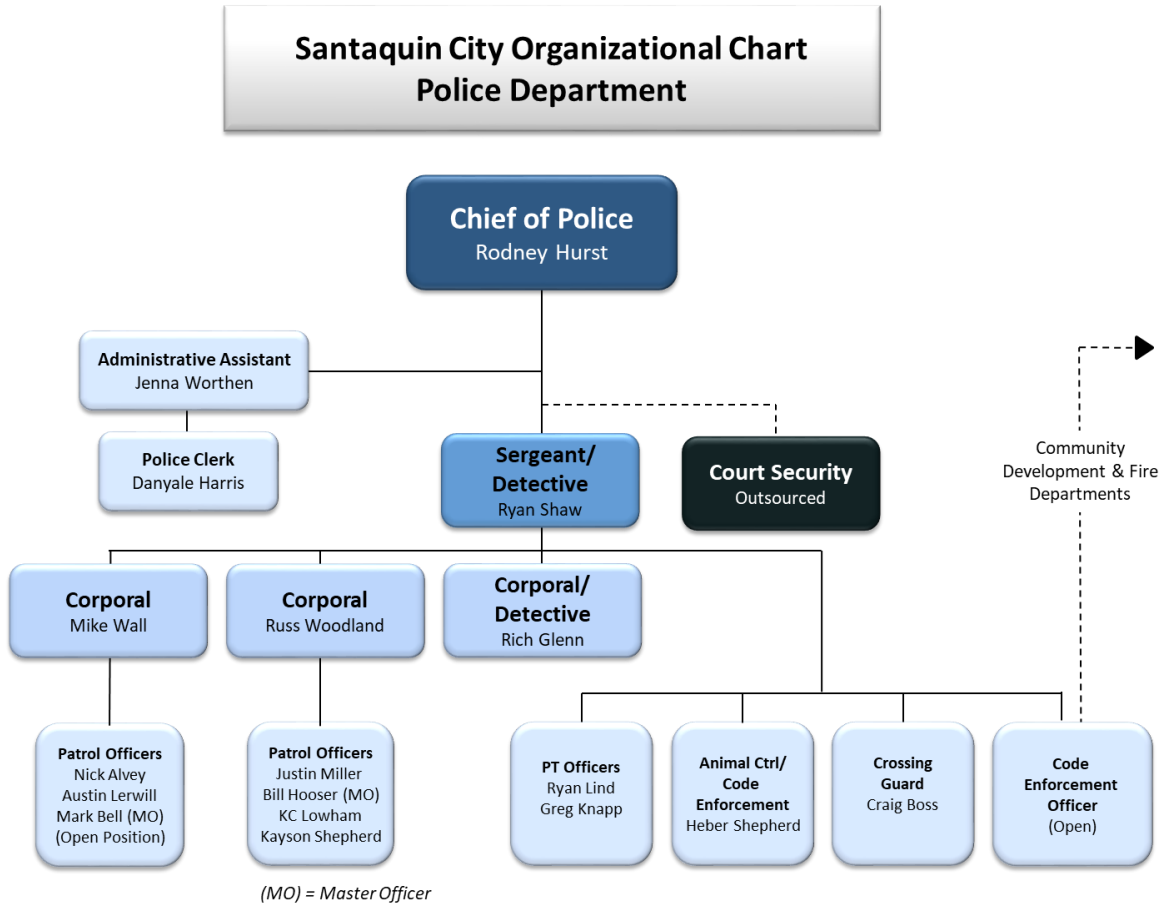 Santaquin City Organizational Chart
Police Department
Chief of Police
Rodney Hurst
Administrative Assistant
Jenna Worthen
Police Clerk
Danyale Harris
Sergeant/
Detective
Ryan Shaw
Court Security
Outsourced
Community
Development & Fire
Departments
Corporal
Mike Wall
Corporal
Russ Woodland
Corporal/
Detective
Rich Glenn
Patrol Officers
Nick Alvey
Austin Lerwill
Mark Bell (MO)
(Open Position)
Patrol Officers
Justin Miller
Bill Hooser (MO)
KC Lowham
Kayson Shepherd
PT Officers
Ryan Lind
Greg Knapp
Animal Ctrl/
Code
Enforcement
Heber Shepherd
Crossing
Guard
Craig Boss
Code
Enforcement
Officer
(Open)
(MO) = Master Officer